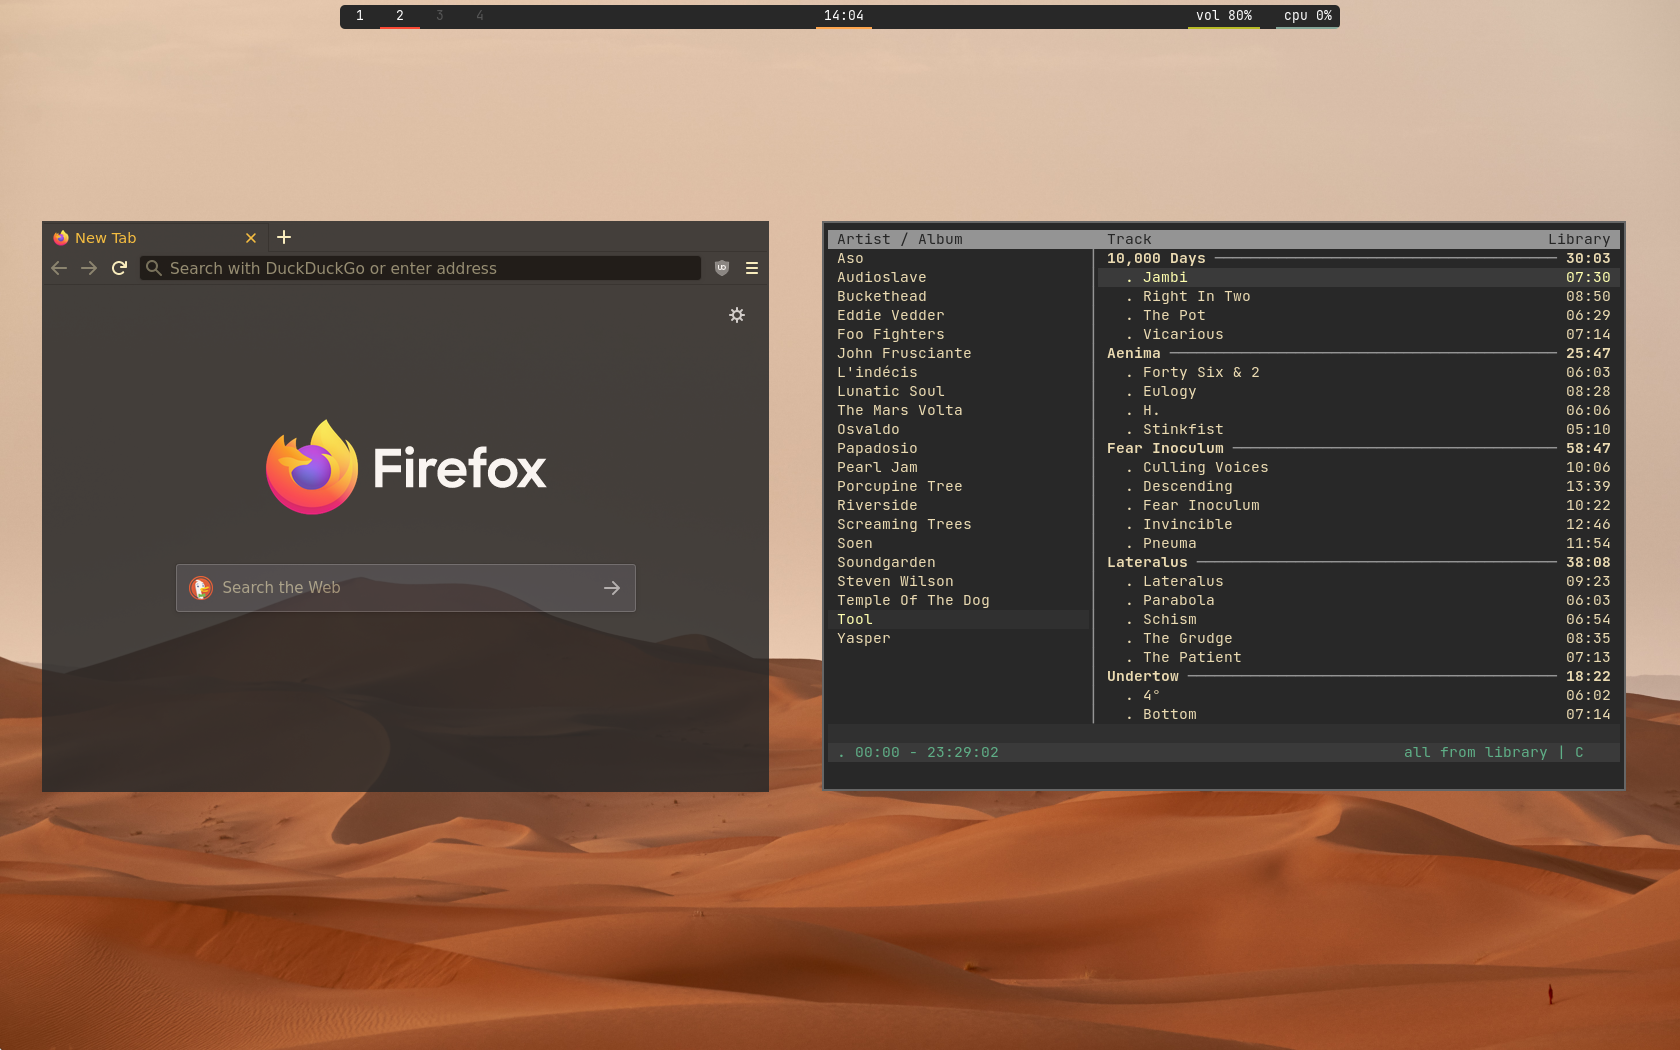 1 2 3 4 14:04 vol 80% cpu 0%
New Tab
Search with DuckDuckGo or enter address
Firefox
Search the Web
Artist / Album Track Library
Aso
Audioslave
Buckethead
Eddie Vedder
Foo Fighters
John Frusciante
L'indécis
Lunatic Soul
The Mars Volta
Osvaldo
Papadosio
Pearl Jam
Porcupine Tree
Riverside
Screaming Trees
Soen
Soundgarden
Steven Wilson
Temple Of The Dog
Tool
Yasper
10,000 Days 30:03
. Jambi 07:30
. Right In Two 08:50
. The Pot 06:29
. Vicarious 07:14
Aenima 25:47
. Forty Six & 2 06:03
. Eulogy 08:28
. H. 06:06
. Stinkfist 05:10
Fear Inoculum 58:47
. Culling Voices 10:06
. Descending 13:39
. Fear Inoculum 10:22
. Invincible 12:46
. Pneuma 11:54
Lateralus 38:08
. Lateralus 09:23
. Parabola 06:03
. Schism 06:54
. The Grudge 08:35
. The Patient 07:13
Undertow 18:22
. 4° 06:02
. Bottom 07:14
. 00:00 - 23:29:02 all from library | C